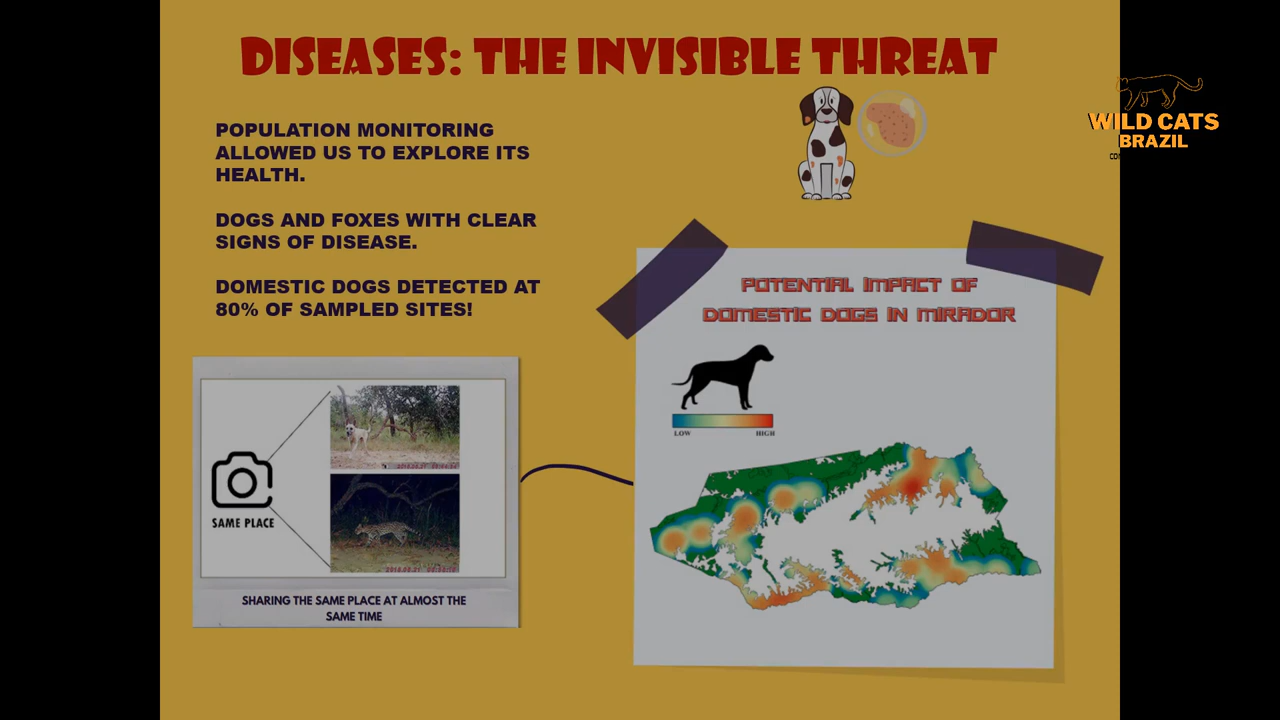 DISEASES: THE INVISIBLE THREAT
POPULATION MONITORING
ALLOWED US TO EXPLORE ITS
HEALTH.
DOGS AND FOXES WITH CLEAR
SIGNS OF DISEASE.
DOMESTIC DOGS DETECTED AT
80% OF SAMPLED SITES!
WILD CATS
BRAZIL
POTENTIAL IMPACT OF
DOMESTIC DOGS IN MIRADOR
LOW HIGH
SAME PLACE
SHARING THE SAME PLACE AT ALMOST THE
SAME TIME